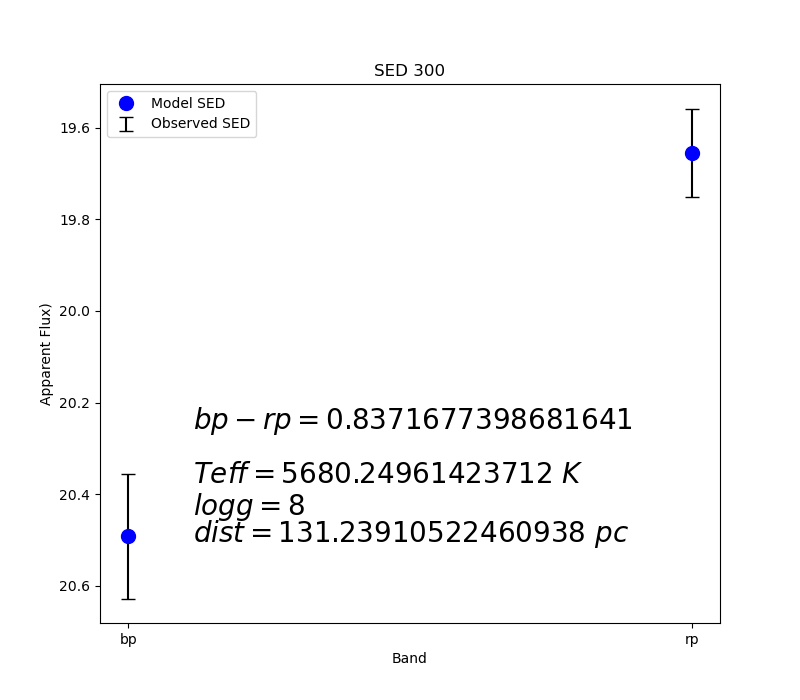 SED 300
Model SED
Observed SED
19.6
19.8
20.0
20.2
20.4
20.6
Apparent Flux)
bp − rp = 0.8371677398681641
Teff = 5680.24961423712 K
logg = 8
dist = 131.23910522460938 pc
bp
rp
Band